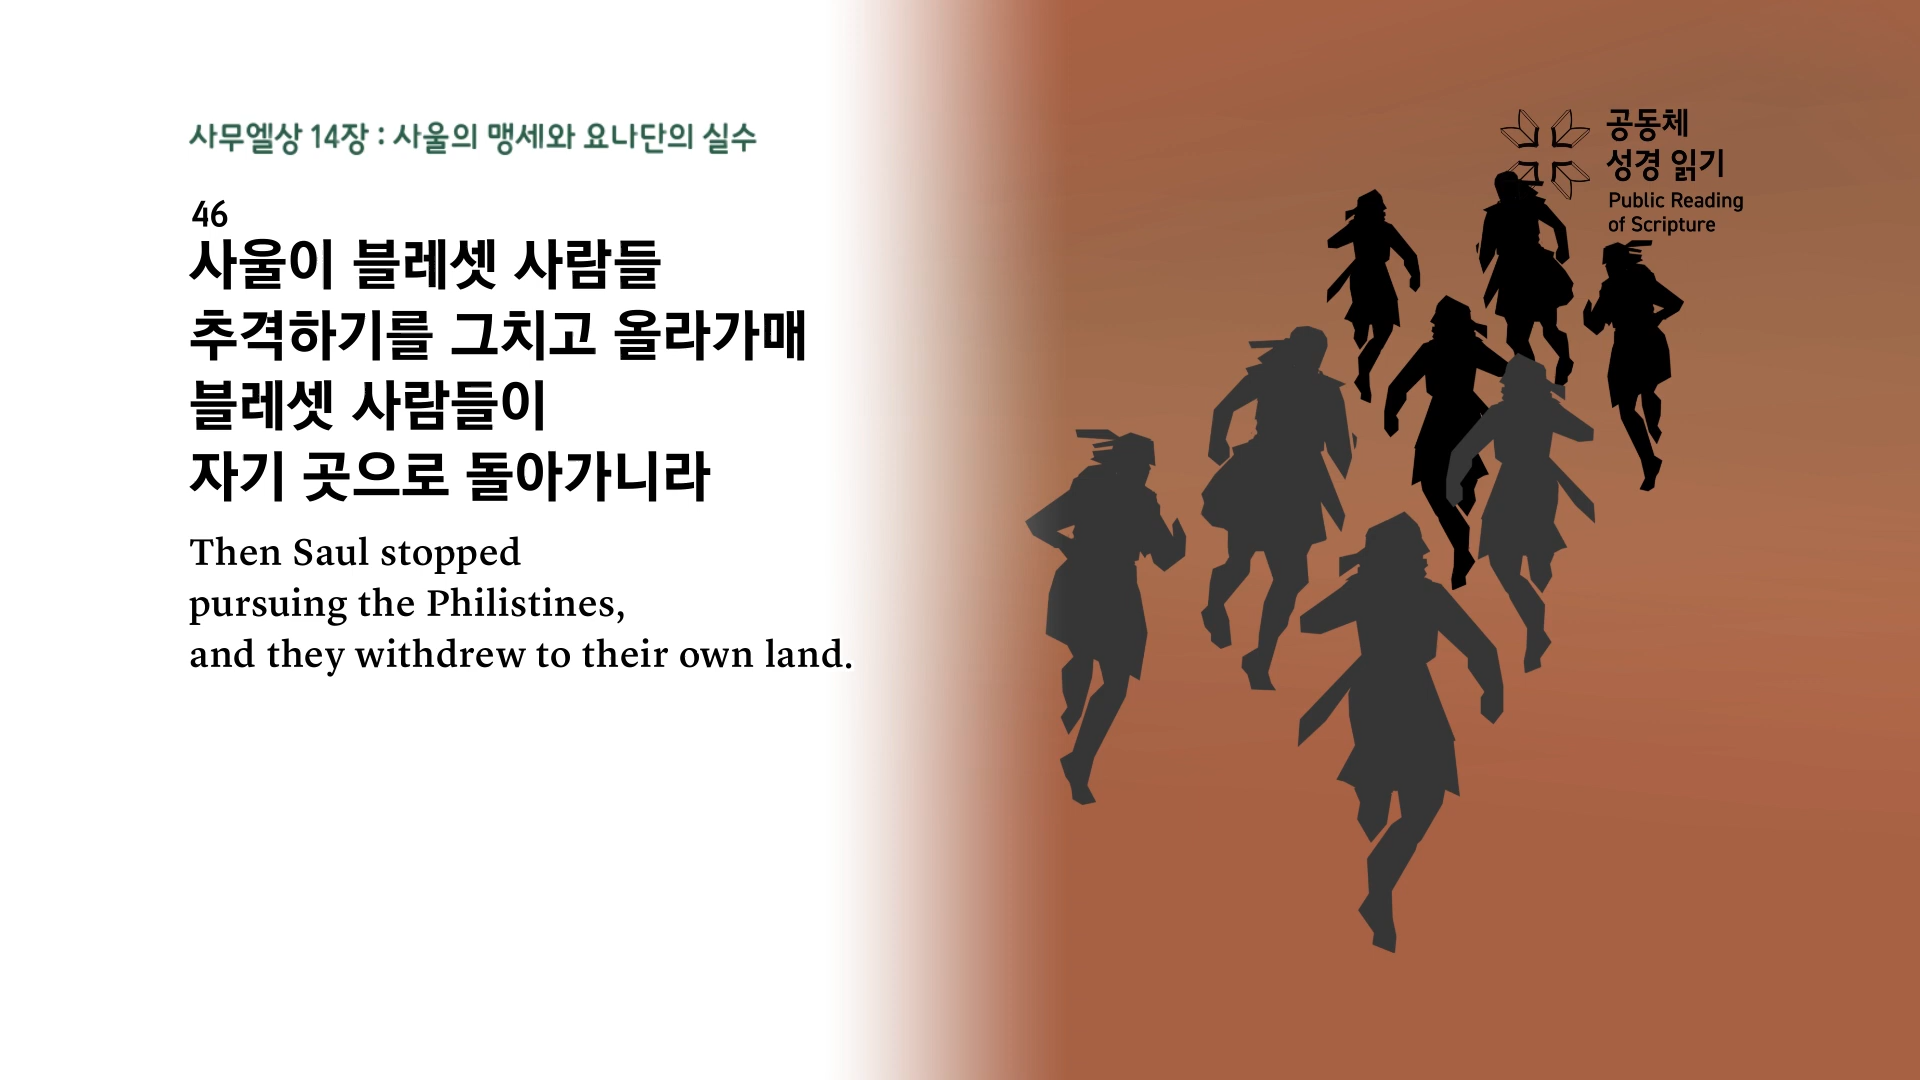 사무엘상 14장 : 사울의 맹세와 요나단의 실수
46
사울이 블레셋 사람들
추격하기를 그치고 올라가매
블레셋 사람들이
자기 곳으로 돌아가니라
Then Saul stopped
pursuing the Philistines,
and they withdrew to their own land.
공동체
성경 읽기
Public Reading
of Scripture